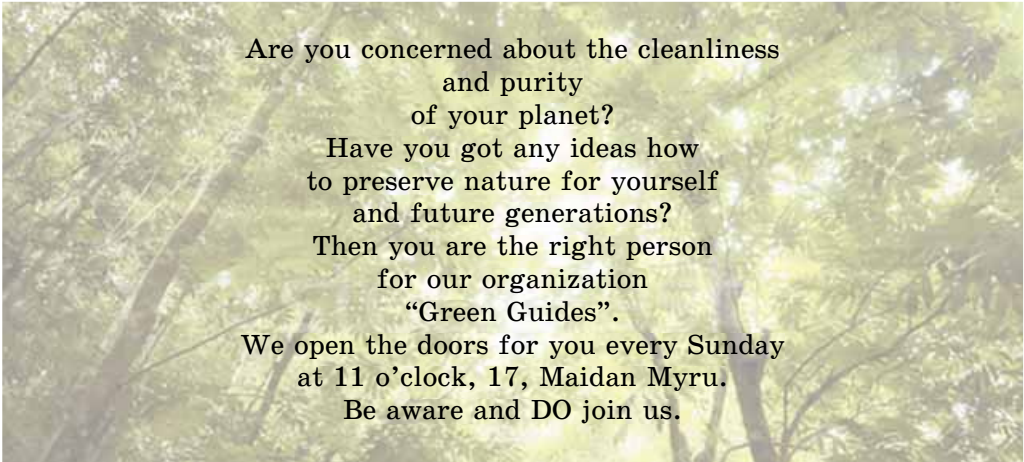 Are you concerned about the cleanliness
and purity
of your planet?
Have you got any ideas how
to preserve nature for yourself
and future generations?
Then you are the right person
for our organization
“Green Guides”.
We open the doors for you every Sunday
at 11 o’clock, 17, Maidan Myru.
Be aware and DO join us.